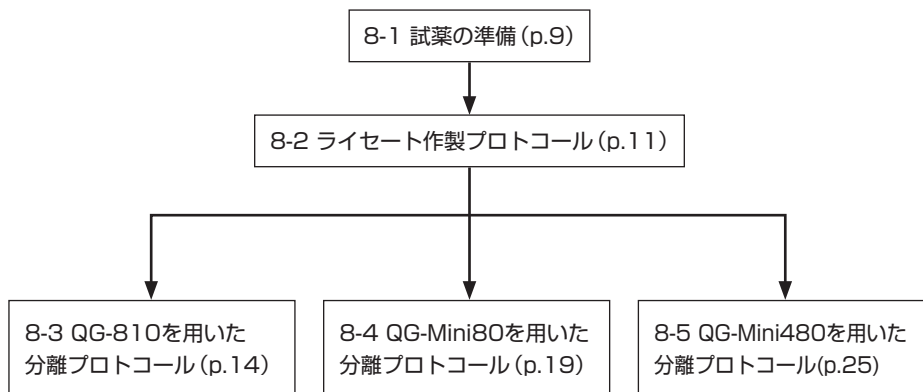 8-1 試薬の準備(p.9)
8-2 ライセート作製プロトコール(p.11)
8-3 QG-810を用いた
分離プロトコール(p.14)
8-4 QG-Mini80を用いた
分離プロトコール(p.19)
8-5 QG-Mini480を用いた
分離プロトコール(p.25)